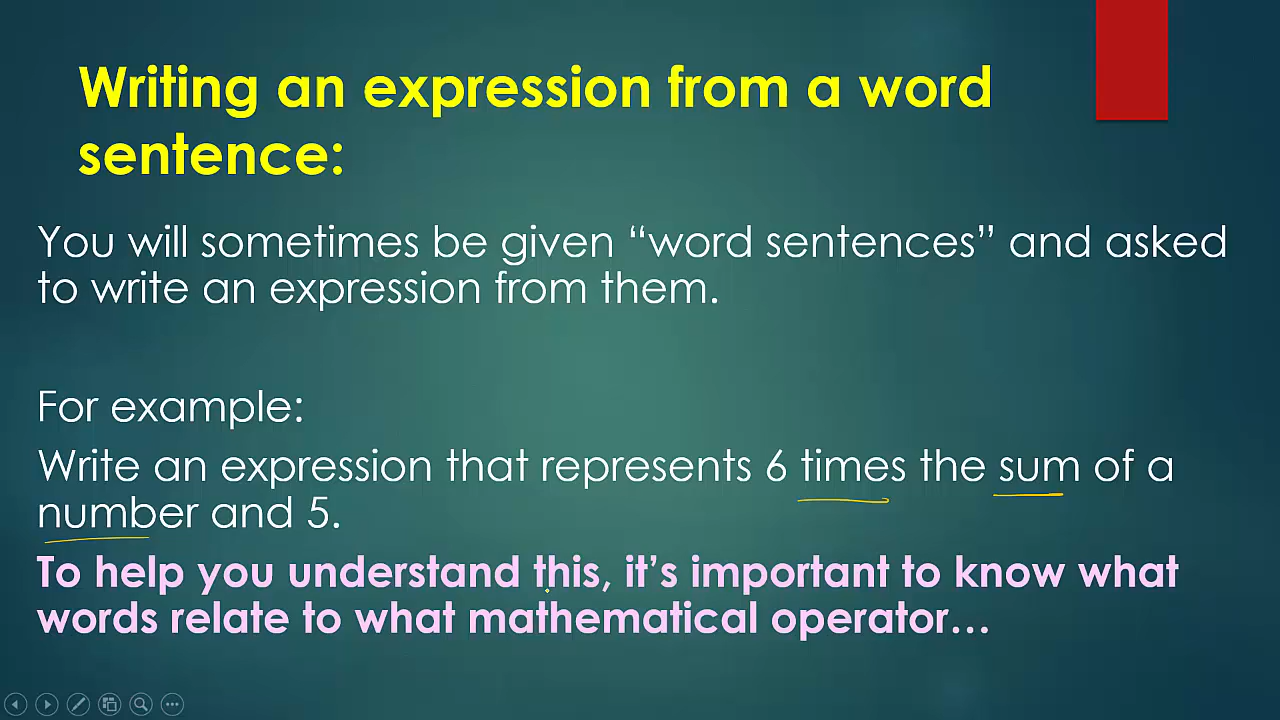 Writing an expression from a word
sentence:
You will sometimes be given “word sentences” and asked
to write an expression from them.
For example:
Write an expression that represents 6 times the sum of a
number and 5.
To help you understand this, it’s important to know what
words relate to what mathematical operator…